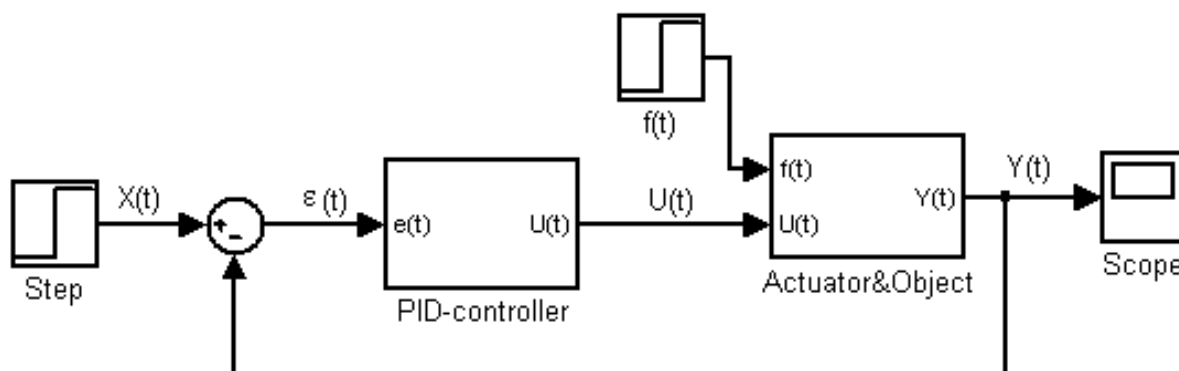 f(t)
X(t)
ε(t)
e(t)
U(t)
U(t)
f(t)
U(t)
Y(t)
Y(t)
Step
PID-controller
Actuator&Object
Scope